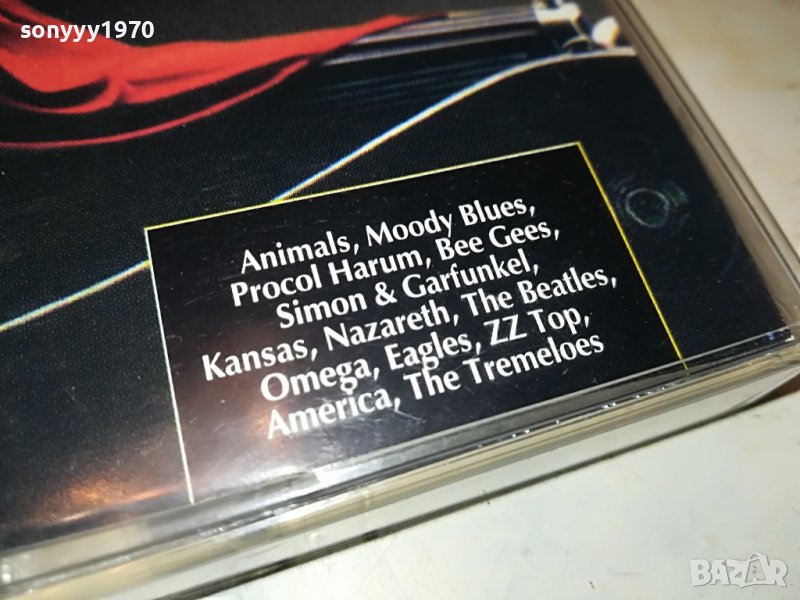 sonyyy1970
Animals, Moody Blues,
Procol Harum, Bee Gees,
Simon & Garfunkel,
Kansas, Nazareth, The Beatles,
Omega, Eagles, ZZ Top,
America, The Tremeloes
BAZAR